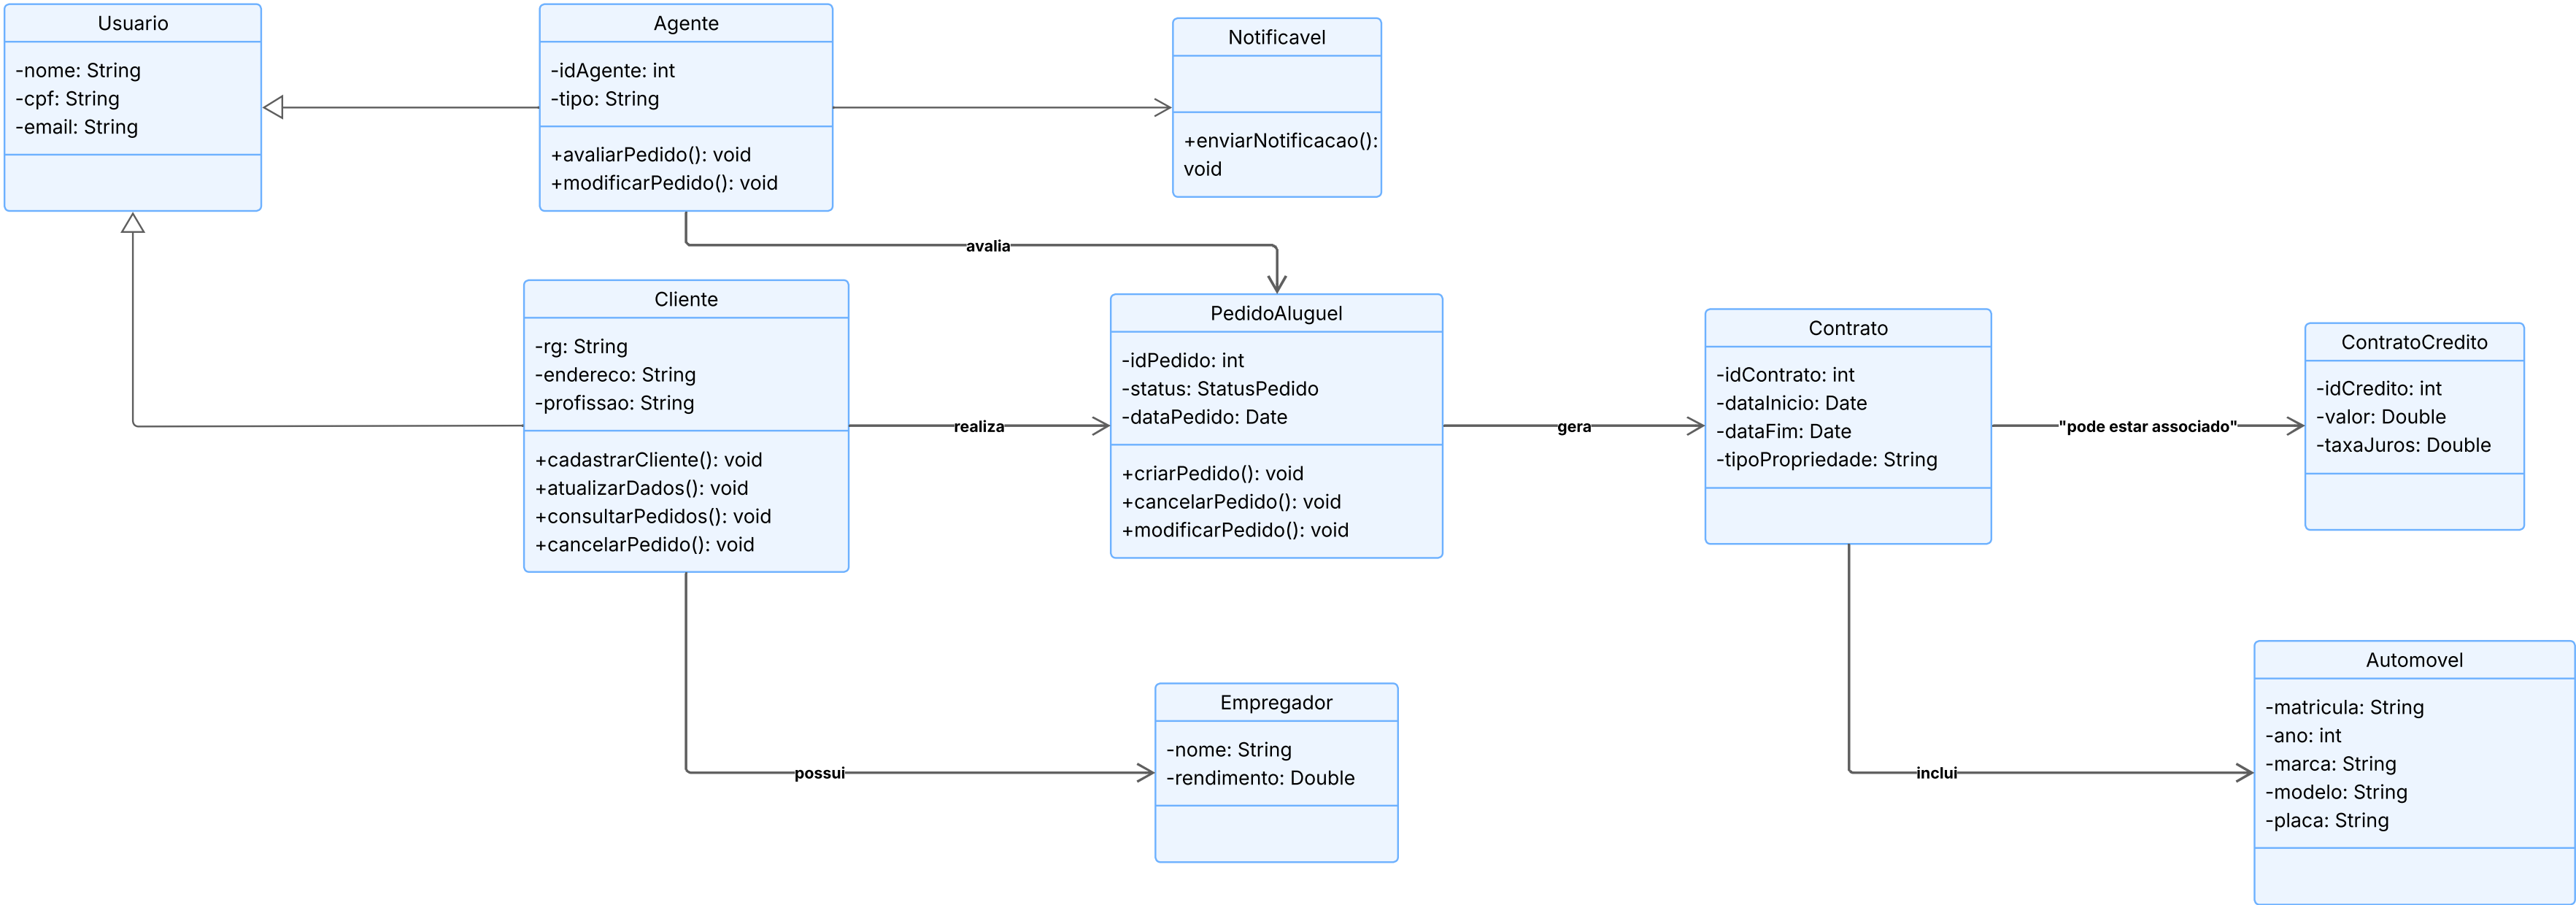 Usuario
-nome: String
-cpf: String
-email: String
Agente
-idAgente: int
-tipo: String
+avaliarPedido(): void
+modificarPedido(): void
Notificavel
+enviarNotificacao():
void
avalia
Cliente
-rg: String
-endereco: String
-profissao: String
+cadastrarCliente(): void
+atualizarDados(): void
+consultarPedidos(): void
+cancelarPedido(): void
realiza
PedidoAluguel
-idPedido: int
-status: StatusPedido
-dataPedido: Date
+criarPedido(): void
+cancelarPedido(): void
+modificarPedido(): void
gera
Contrato
-idContrato: int
-dataInicio: Date
-dataFim: Date
-tipoPropriedade: String
"pode estar associado"
ContratoCredito
-idCredito: int
-valor: Double
-taxaJuros: Double
possui
Empregador
-nome: String
-rendimento: Double
inclui
Automovel
-matricula: String
-ano: int
-marca: String
-modelo: String
-placa: String